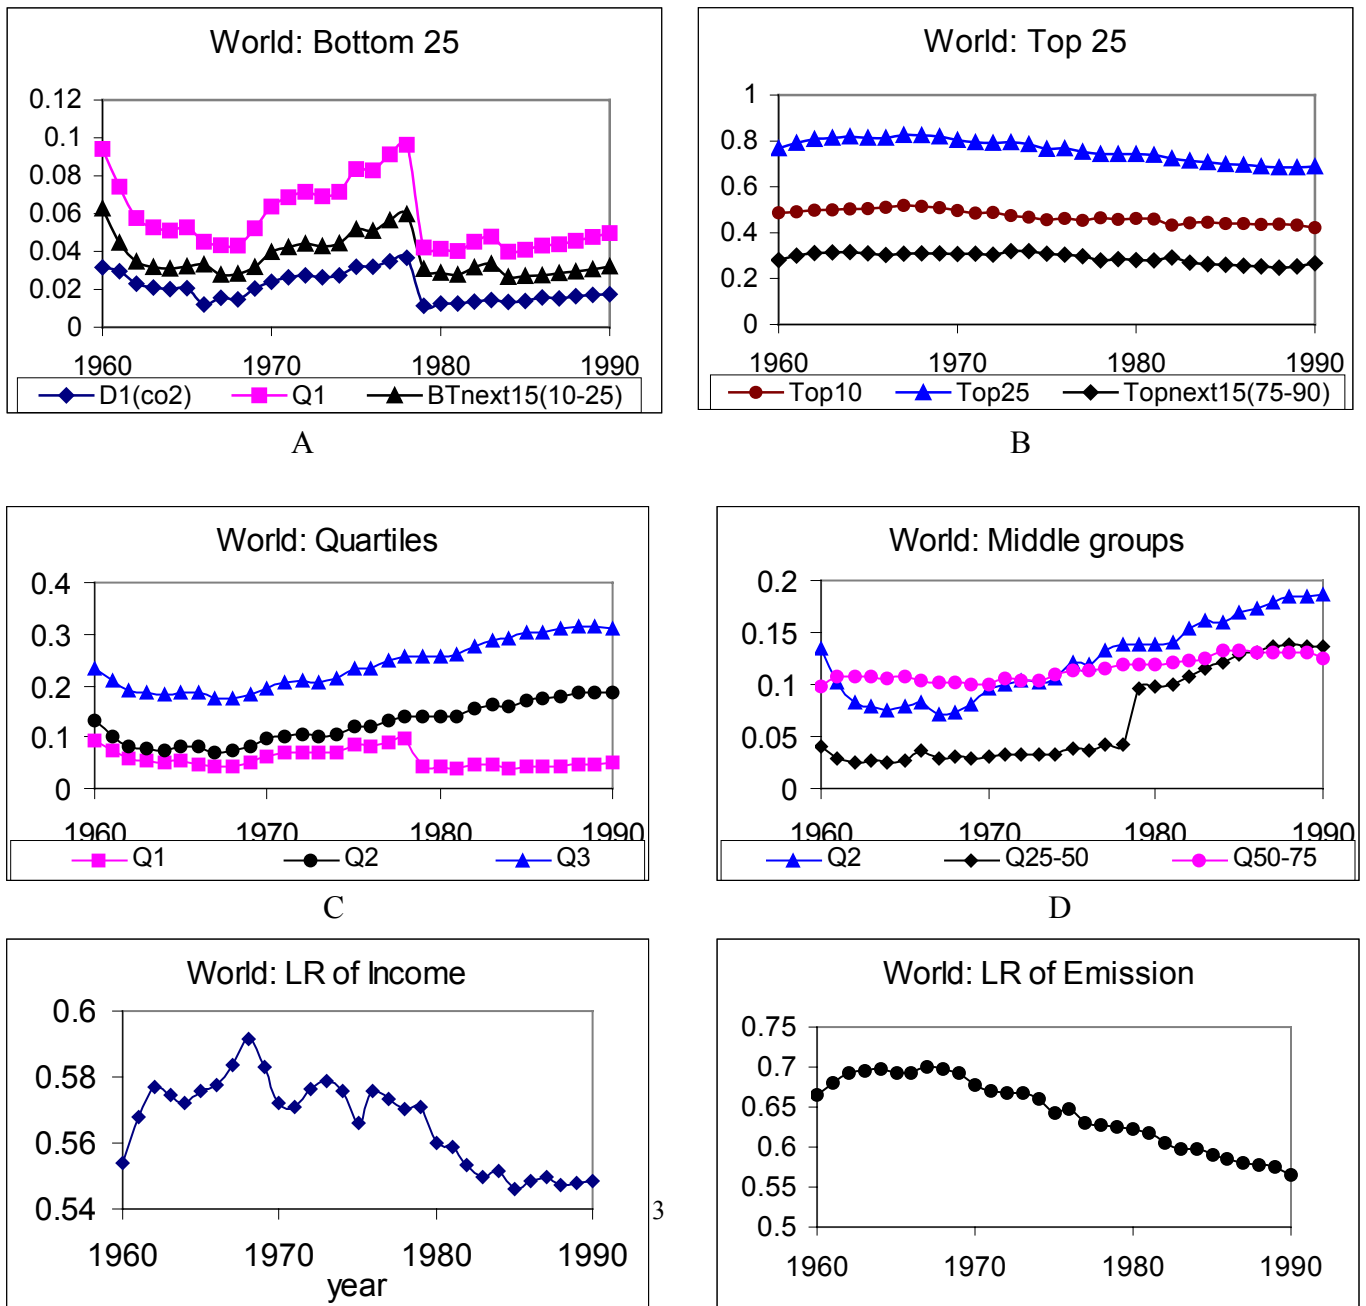 World: Bottom 25
0.12
0.1
0.08
0.06
0.04
0.02
0
1960 1970 1980 1990
D1(co2) Q1 BTnext15(10-25)
A
World: Top 25
1
0.8
0.6
0.4
0.2
0
1960 1970 1980 1990
Top10 Top25 Topnext15(75-90)
B
World: Quartiles
0.4
0.3
0.2
0.1
0
1960 1970 1980 1990
Q1 Q2 Q3
C
World: Middle groups
0.2
0.15
0.1
0.05
0
1960 1970 1980 1990
Q2 Q25-50 Q50-75
D
World: LR of Income
0.6
0.58
0.56
0.54
1960 1970 1980 1990
year
3
World: LR of Emission
0.75
0.7
0.65
0.6
0.55
0.5
1960 1970 1980 1990